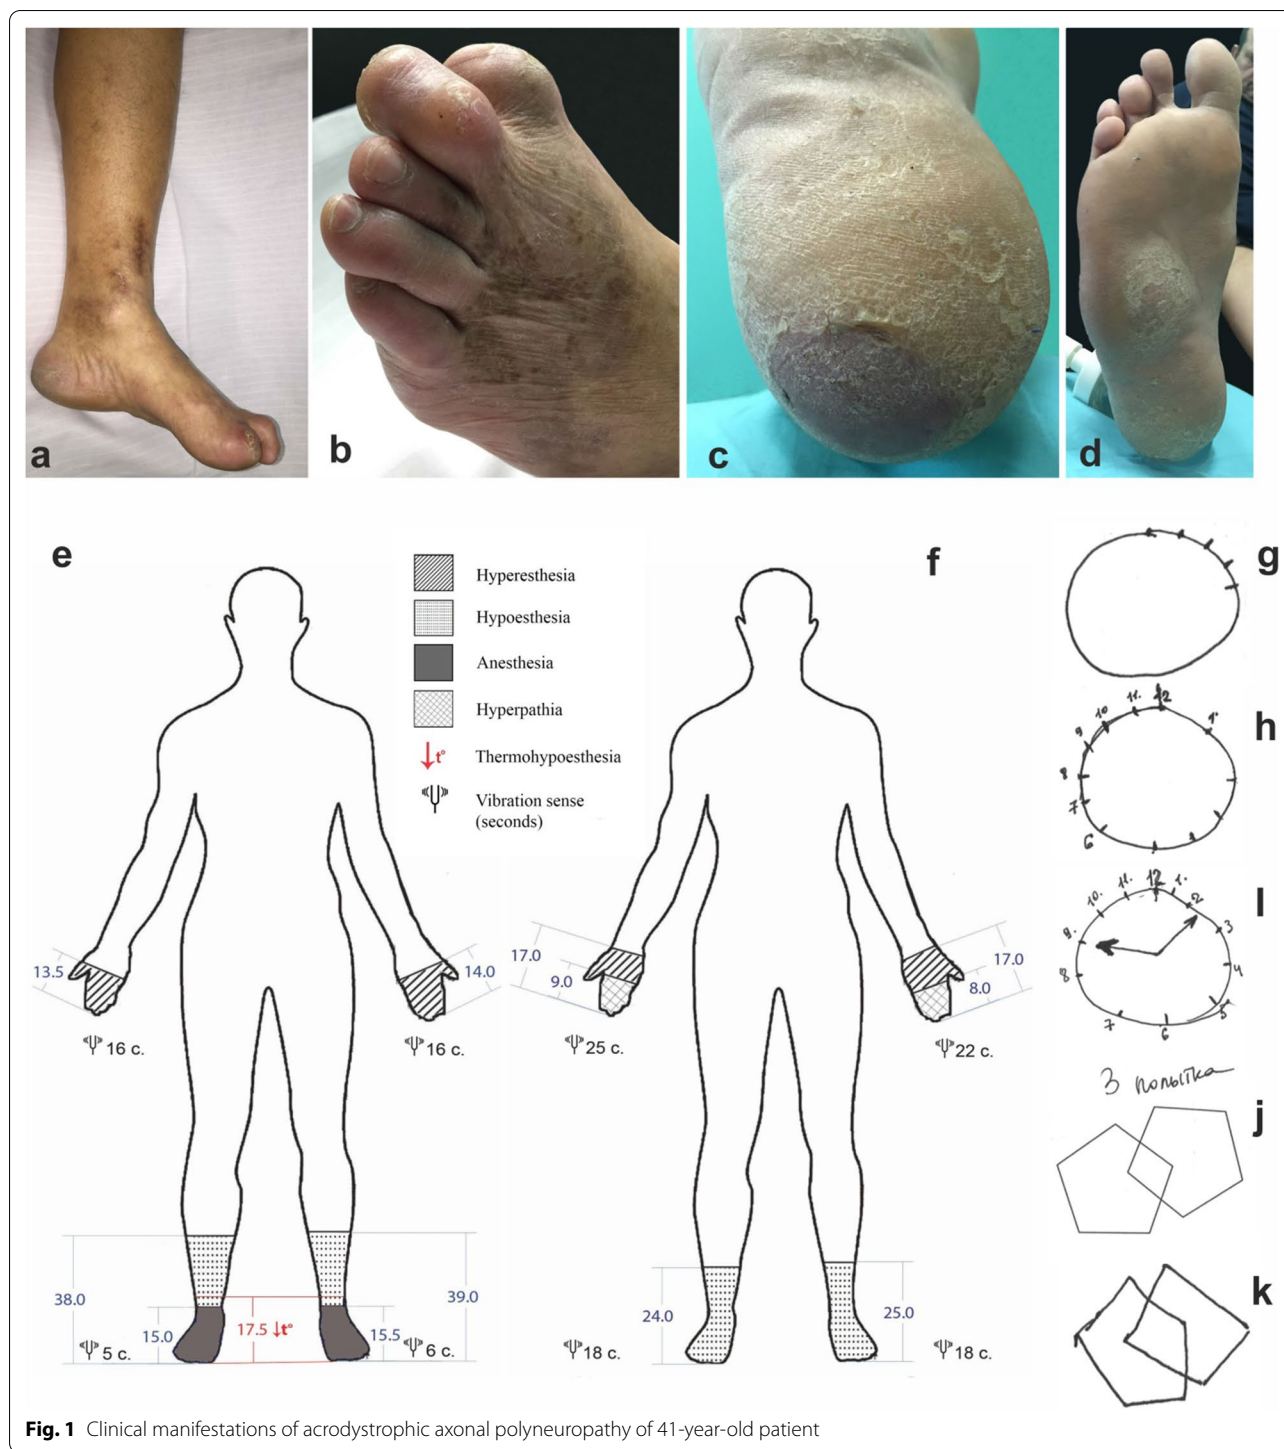 a
b
c
d
e
Hyperesthesia
Hypoesthesia
Anesthesia
Hyperpathia
↓t° Thermohypoesthesia
Vibration sense
(seconds)
f
13.5
14.0
16 c.
16 c.
38.0
39.0
15.0
17.5 ↓t°
15.5
5 c.
6 c.
17.0
9.0
17.0
8.0
25 c.
22 c.
24.0
25.0
18 c.
18 c.
g
h
12
1.
11.
10
9
8
7
6
l
12
1.
2
3
4
5
6
7
8
9.
10.
11.
3 попытка
j
k
Fig. 1 Clinical manifestations of acrodystrophic axonal polyneuropathy of 41-year-old patient